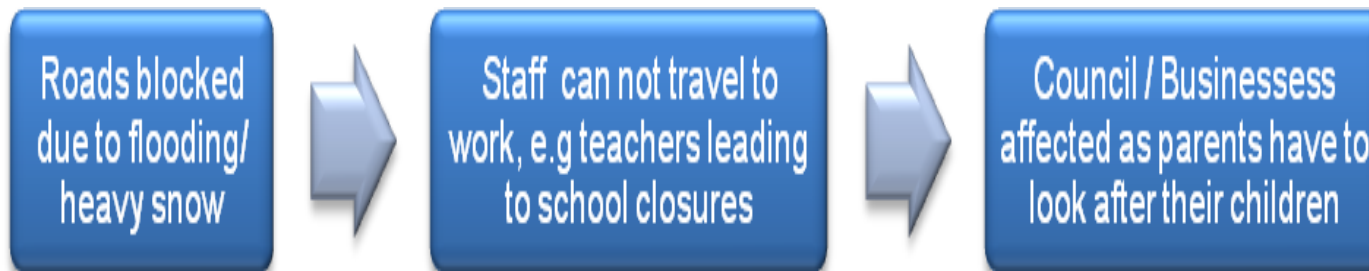 Roads blocked
due to flooding/
heavy snow
Staff can not travel to
work, e.g teachers leading
to school closures
Council / Businessess
affected as parents have to
look after their children